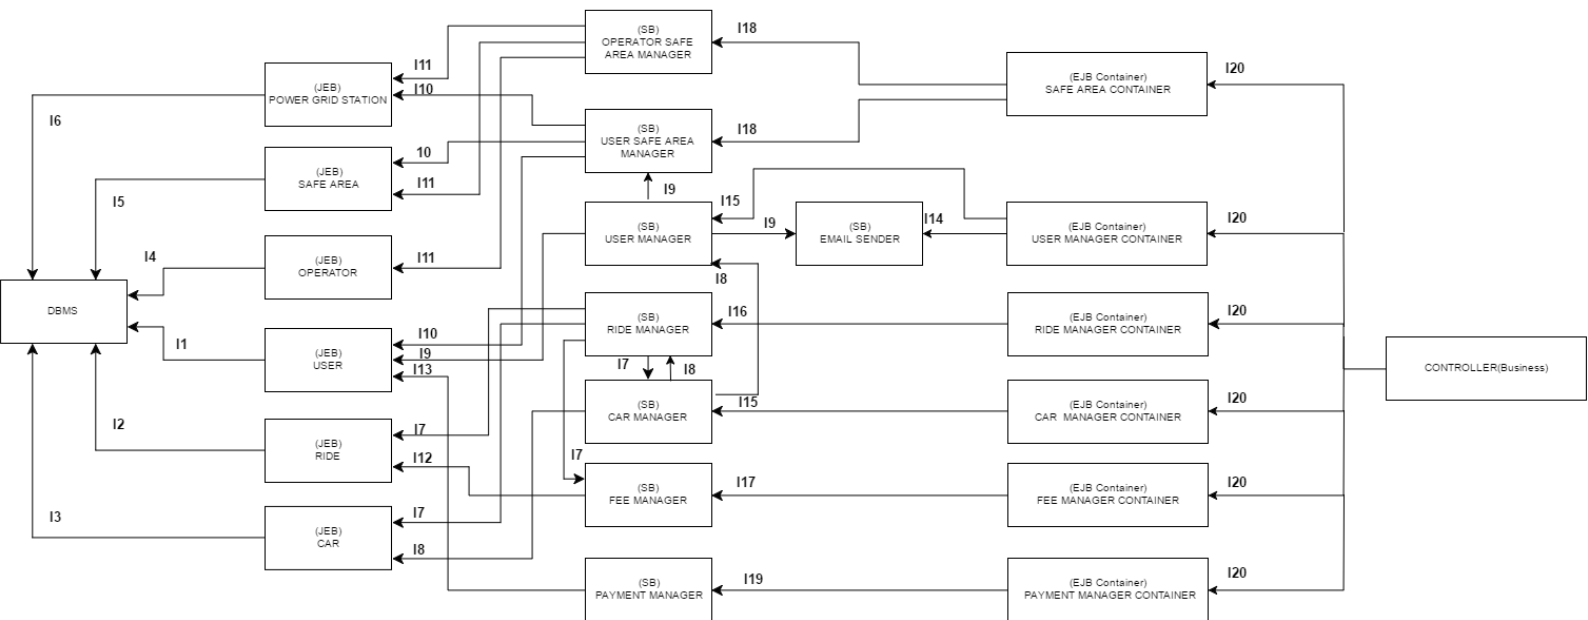 (SB)
OPERATOR SAFE
AREA MANAGER
I18
I11
(JEB)
POWER GRID STATION
I10
(EJB Container)
SAFE AREA CONTAINER
I20
I6
(SB)
USER SAFE AREA
MANAGER
I18
10
(JEB)
SAFE AREA
I11
I5
I9
I15
(SB)
USER MANAGER
I9
(SB)
EMAIL SENDER
I14
(EJB Container)
USER MANAGER CONTAINER
I20
I4
(JEB)
OPERATOR
I11
I8
DBMS
(SB)
RIDE MANAGER
I16
(EJB Container)
RIDE MANAGER CONTAINER
I20
I1
(JEB)
USER
I10
I9
I13
I7
I8
CONTROLLER(Business)
(SB)
CAR MANAGER
I15
(EJB Container)
CAR  MANAGER CONTAINER
I20
I2
(JEB)
RIDE
I7
I12
I7
(SB)
FEE MANAGER
I17
(EJB Container)
FEE MANAGER CONTAINER
I20
I3
(JEB)
CAR
I7
I8
(SB)
PAYMENT MANAGER
I19
(EJB Container)
PAYMENT MANAGER CONTAINER
I20